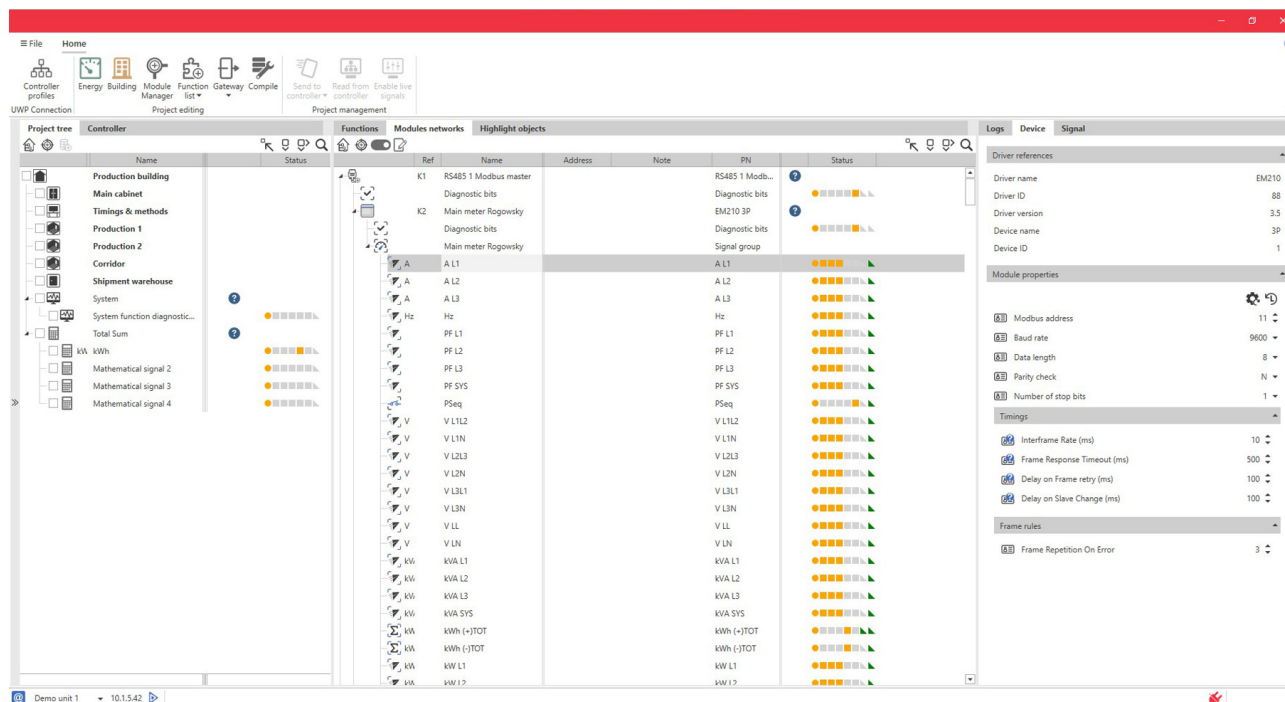 File Home
Controller profiles
Energy Building Module Manager Function list Gateway Compile
Send to controller Read from controller Enable live signals
UWP Connection Project editing Project management
Project tree Controller
Name Status
Production building
Main cabinet
Timings & methods
Production 1
Production 2
Corridor
Shipment warehouse
System
System function diagnostic...
Total Sum
kWh
Mathematical signal 2
Mathematical signal 3
Mathematical signal 4
Functions Modules networks Highlight objects
Ref Name Address Note PN Status
K1 RS485 1 Modbus master RS485 1 Modb...
Diagnostic bits Diagnostic bits
K2 Main meter Rogowsky EM210 3P
Diagnostic bits Diagnostic bits
Main meter Rogowsky Signal group
A A L1 A L1
A A L2 A L2
A A L3 A L3
Hz Hz Hz
PF L1 PF L1
PF L2 PF L2
PF L3 PF L3
PF SYS PF SYS
PSeq PSeq
V V L1L2 V L1L2
V V L1N V L1N
V V L2L3 V L2L3
V V L2N V L2N
V V L3L1 V L3L1
V V L3N V L3N
V V LL V LL
V V LN V LN
kVA L1 kVA L1
kVA L2 kVA L2
kVA L3 kVA L3
kVA SYS kVA SYS
kWh (+)TOT kWh (+)TOT
kWh (-)TOT kWh (-)TOT
kW L1 kW L1
kW L2 kW L2
Logs Device Signal
Driver references
Driver name EM210
Driver ID 88
Driver version 3.5
Device name 3P
Device ID 1
Module properties
Modbus address 11
Baud rate 9600
Data length 8
Parity check N
Number of stop bits 1
Timings
Interframe Rate (ms) 10
Frame Response Timeout (ms) 500
Delay on Frame retry (ms) 100
Delay on Slave Change (ms) 100
Frame rules
Frame Repetition On Error 3
Demo unit 1 10.1.5.42